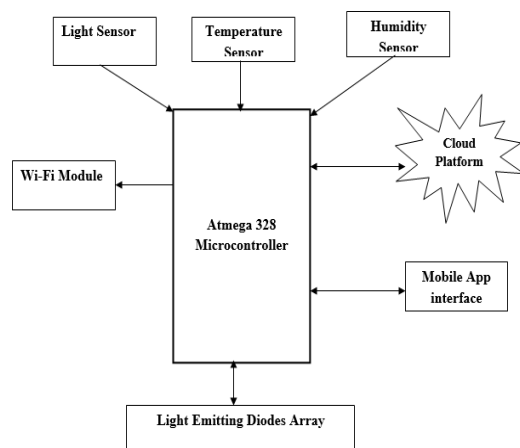 Light Sensor
Temperature
Sensor
Humidity
Sensor
Cloud
Platform
Wi-Fi Module
Atmega 328
Microcontroller
Mobile App
interface
Light Emitting Diodes Array